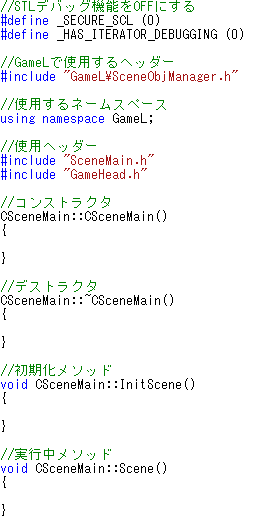 //STLデバッグ機能をOFFにする
#define _SECURE_SCL (0)
#define _HAS_ITERATOR_DEBUGGING (0)
//GameLで使用するヘッダー
#include "GameL¥SceneObjManager.h"
//使用するネームスペース
using namespace GameL;
//使用ヘッダー
#include "SceneMain.h"
#include "GameHead.h"
//コンストラクタ
CSceneMain::CSceneMain()
{
}
//デストラクタ
CSceneMain::~CSceneMain()
{
}
//初期化メソッド
void CSceneMain::InitScene()
{
}
//実行中メソッド
void CSceneMain::Scene()
{
}